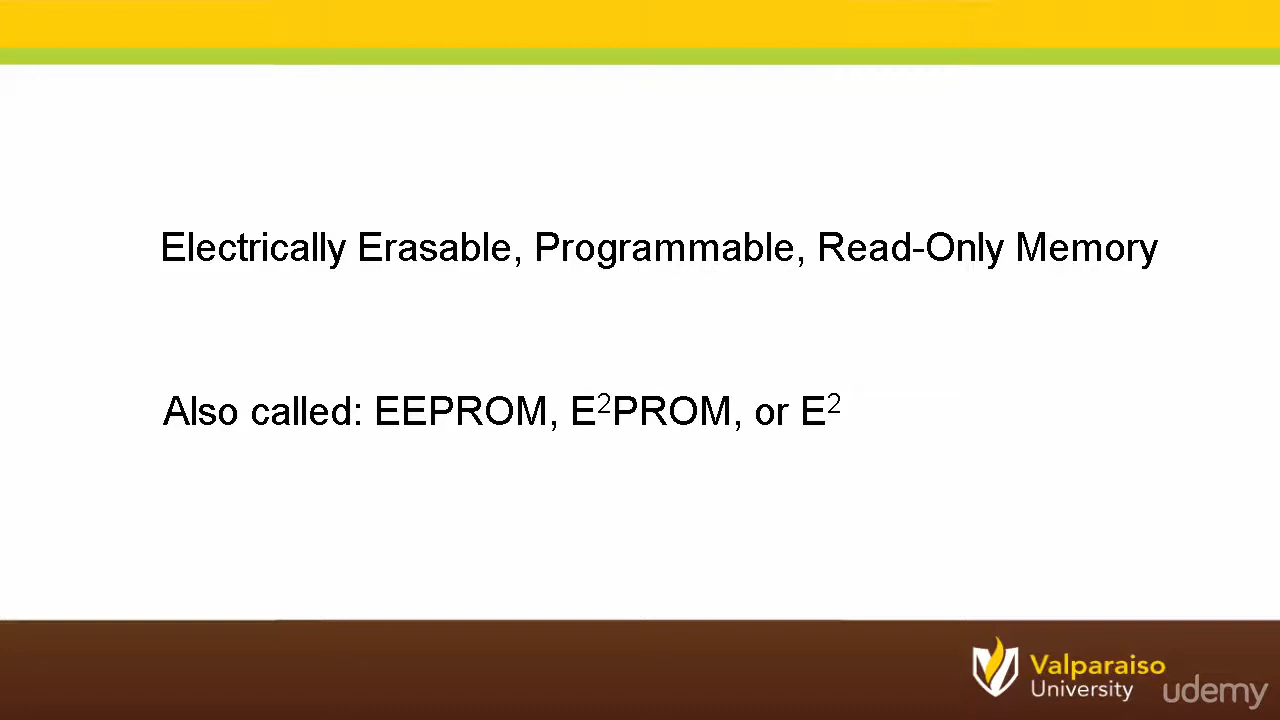 Electrically Erasable, Programmable, Read-Only Memory
Also called: EEPROM, E²PROM, or E²
Valparaiso
University
udemy